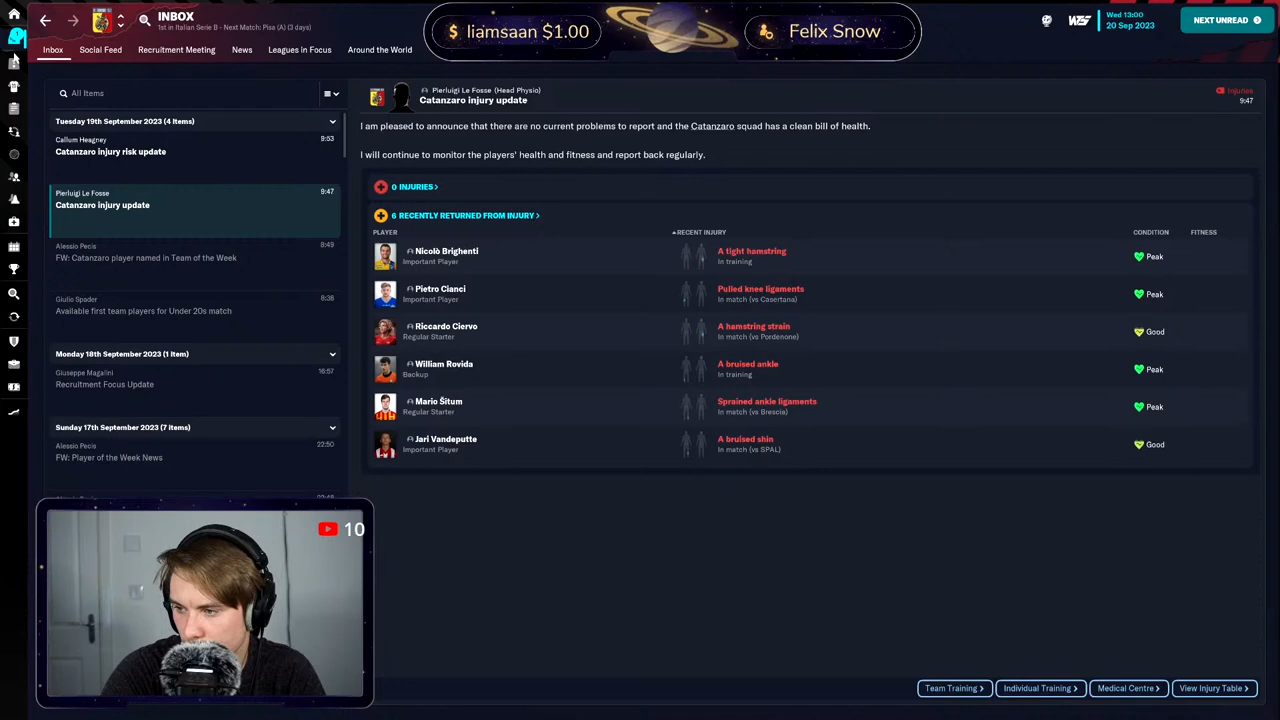 INBOX
1st in Italian Serie B - Next Match: Pisa (A) (3 days)
$ liamsaan $1.00
Felix Snow
Wed 13:00
20 Sep 2023
NEXT UNREAD
Inbox
Social Feed
Recruitment Meeting
News
Leagues in Focus
Around the World
All Items
Tuesday 19th September 2023 (4 Items)
Callum Heagney 9:53
Catanzaro injury risk update
Pierluigi Le Fosse 9:47
Catanzaro injury update
Alessio Pecis 8:49
FW: Catanzaro player named in Team of the Week
Giulio Spader 8:38
Available first team players for Under 20s match
Monday 18th September 2023 (1 item)
Giuseppe Magalini 16:57
Recruitment Focus Update
Sunday 17th September 2023 (7 items)
Alessio Pecis 22:50
FW: Player of the Week News
Pierluigi Le Fosse (Head Physio)
Catanzaro injury update
Injuries
9:47
I am pleased to announce that there are no current problems to report and the Catanzaro squad has a clean bill of health.
I will continue to monitor the players' health and fitness and report back regularly.
0 INJURIES
6 RECENTLY RETURNED FROM INJURY
PLAYER RECENT INJURY CONDITION FITNESS
Nicolò Brighenti A tight hamstring Peak
Important Player In training
Pietro Cianci Pulled knee ligaments Peak
Important Player In match (vs Casertana)
Riccardo Ciervo A hamstring strain Good
Regular Starter In match (vs Pordenone)
William Rovida A bruised ankle Peak
Backup In training
Mario Šitum Sprained ankle ligaments Peak
Regular Starter In match (vs Brescia)
Jari Vandeputte A bruised shin Good
Important Player In match (vs SPAL)
10
Team Training
Individual Training
Medical Centre
View Injury Table